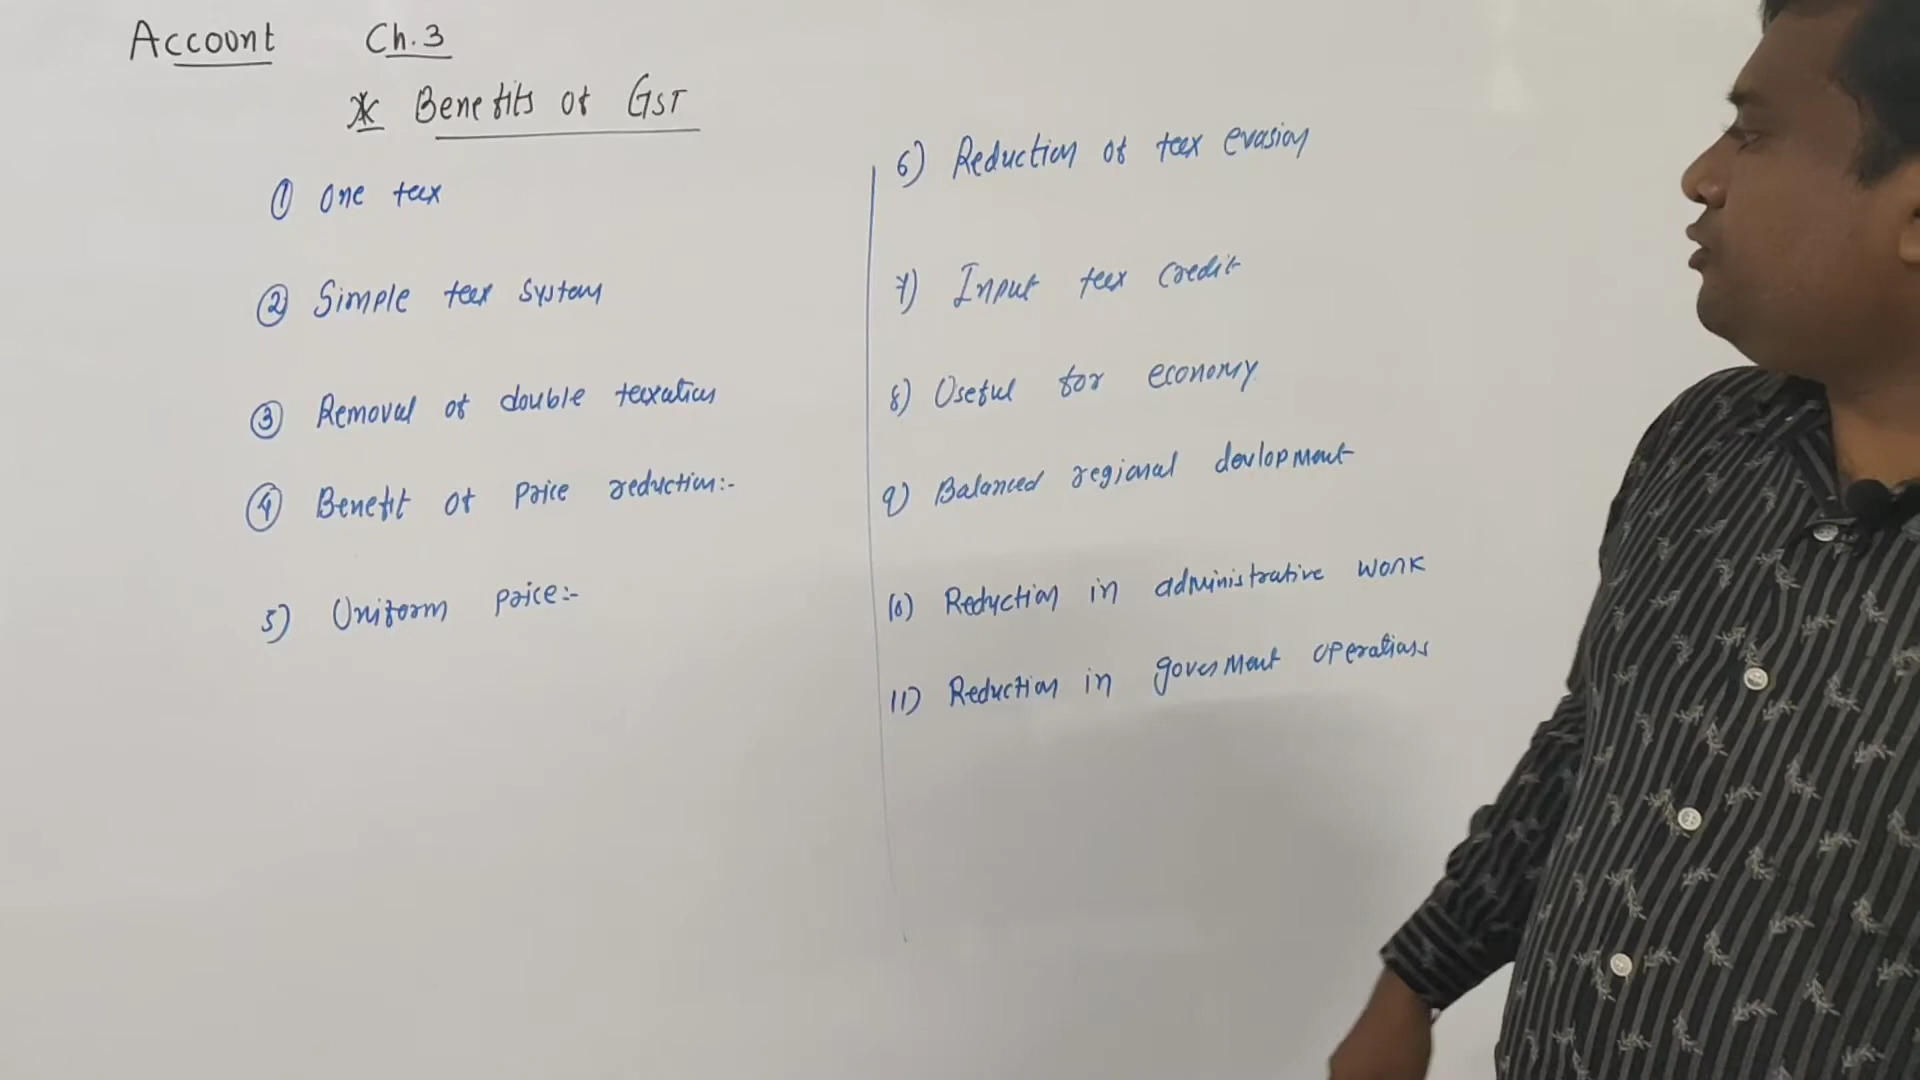 Account Ch.3
* Benefits of GST
① One tax
② Simple tax system
③ Removal of double taxation
④ Benefit of Price reduction:-
5) Uniform price:-
6) Reduction of tax evasion
7) Input tax credit
8) Useful for economy
9) Balanced regional devlopment
10) Reduction in administrative work
11) Reduction in goverment operations